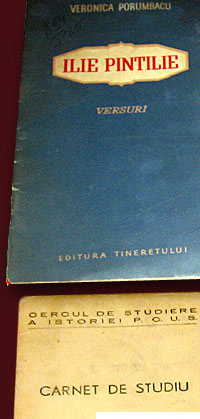 VERONICA PORUMBACU
ILIE PINTILIE
VERSURI
EDITURA TINERETULUI
CERCUL DE STUDIERE
A ISTORIEI P.C.U.S.
CARNET DE STUDIU